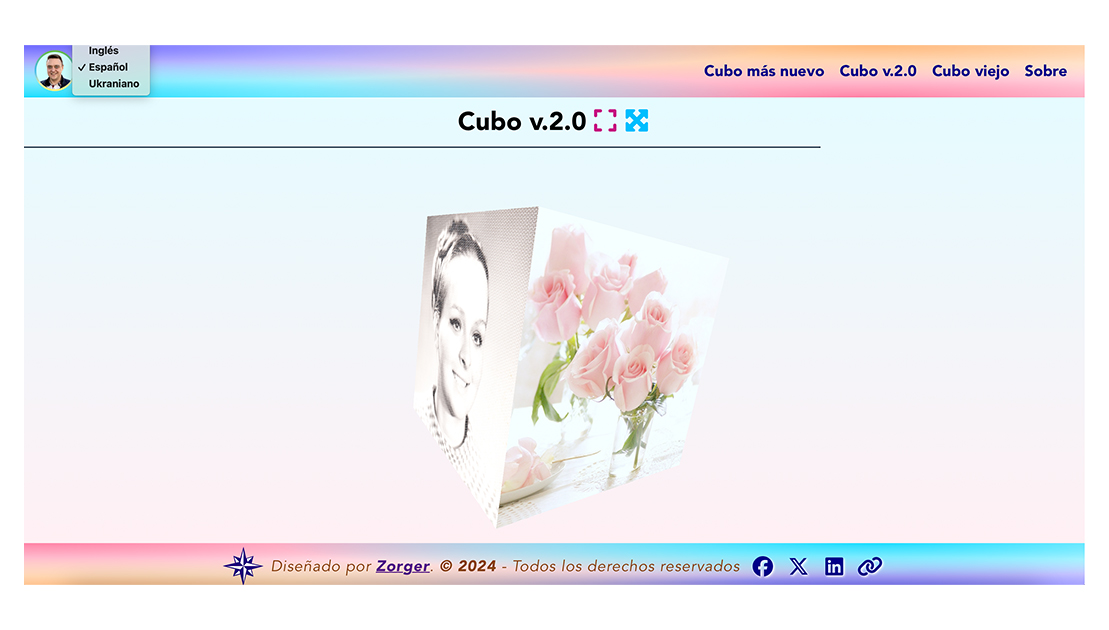 Inglés
✓ Español
Ukraniano
Cubo más nuevo Cubo v.2.0 Cubo viejo Sobre
Cubo v.2.0
Diseñado por Zorger. © 2024 - Todos los derechos reservados